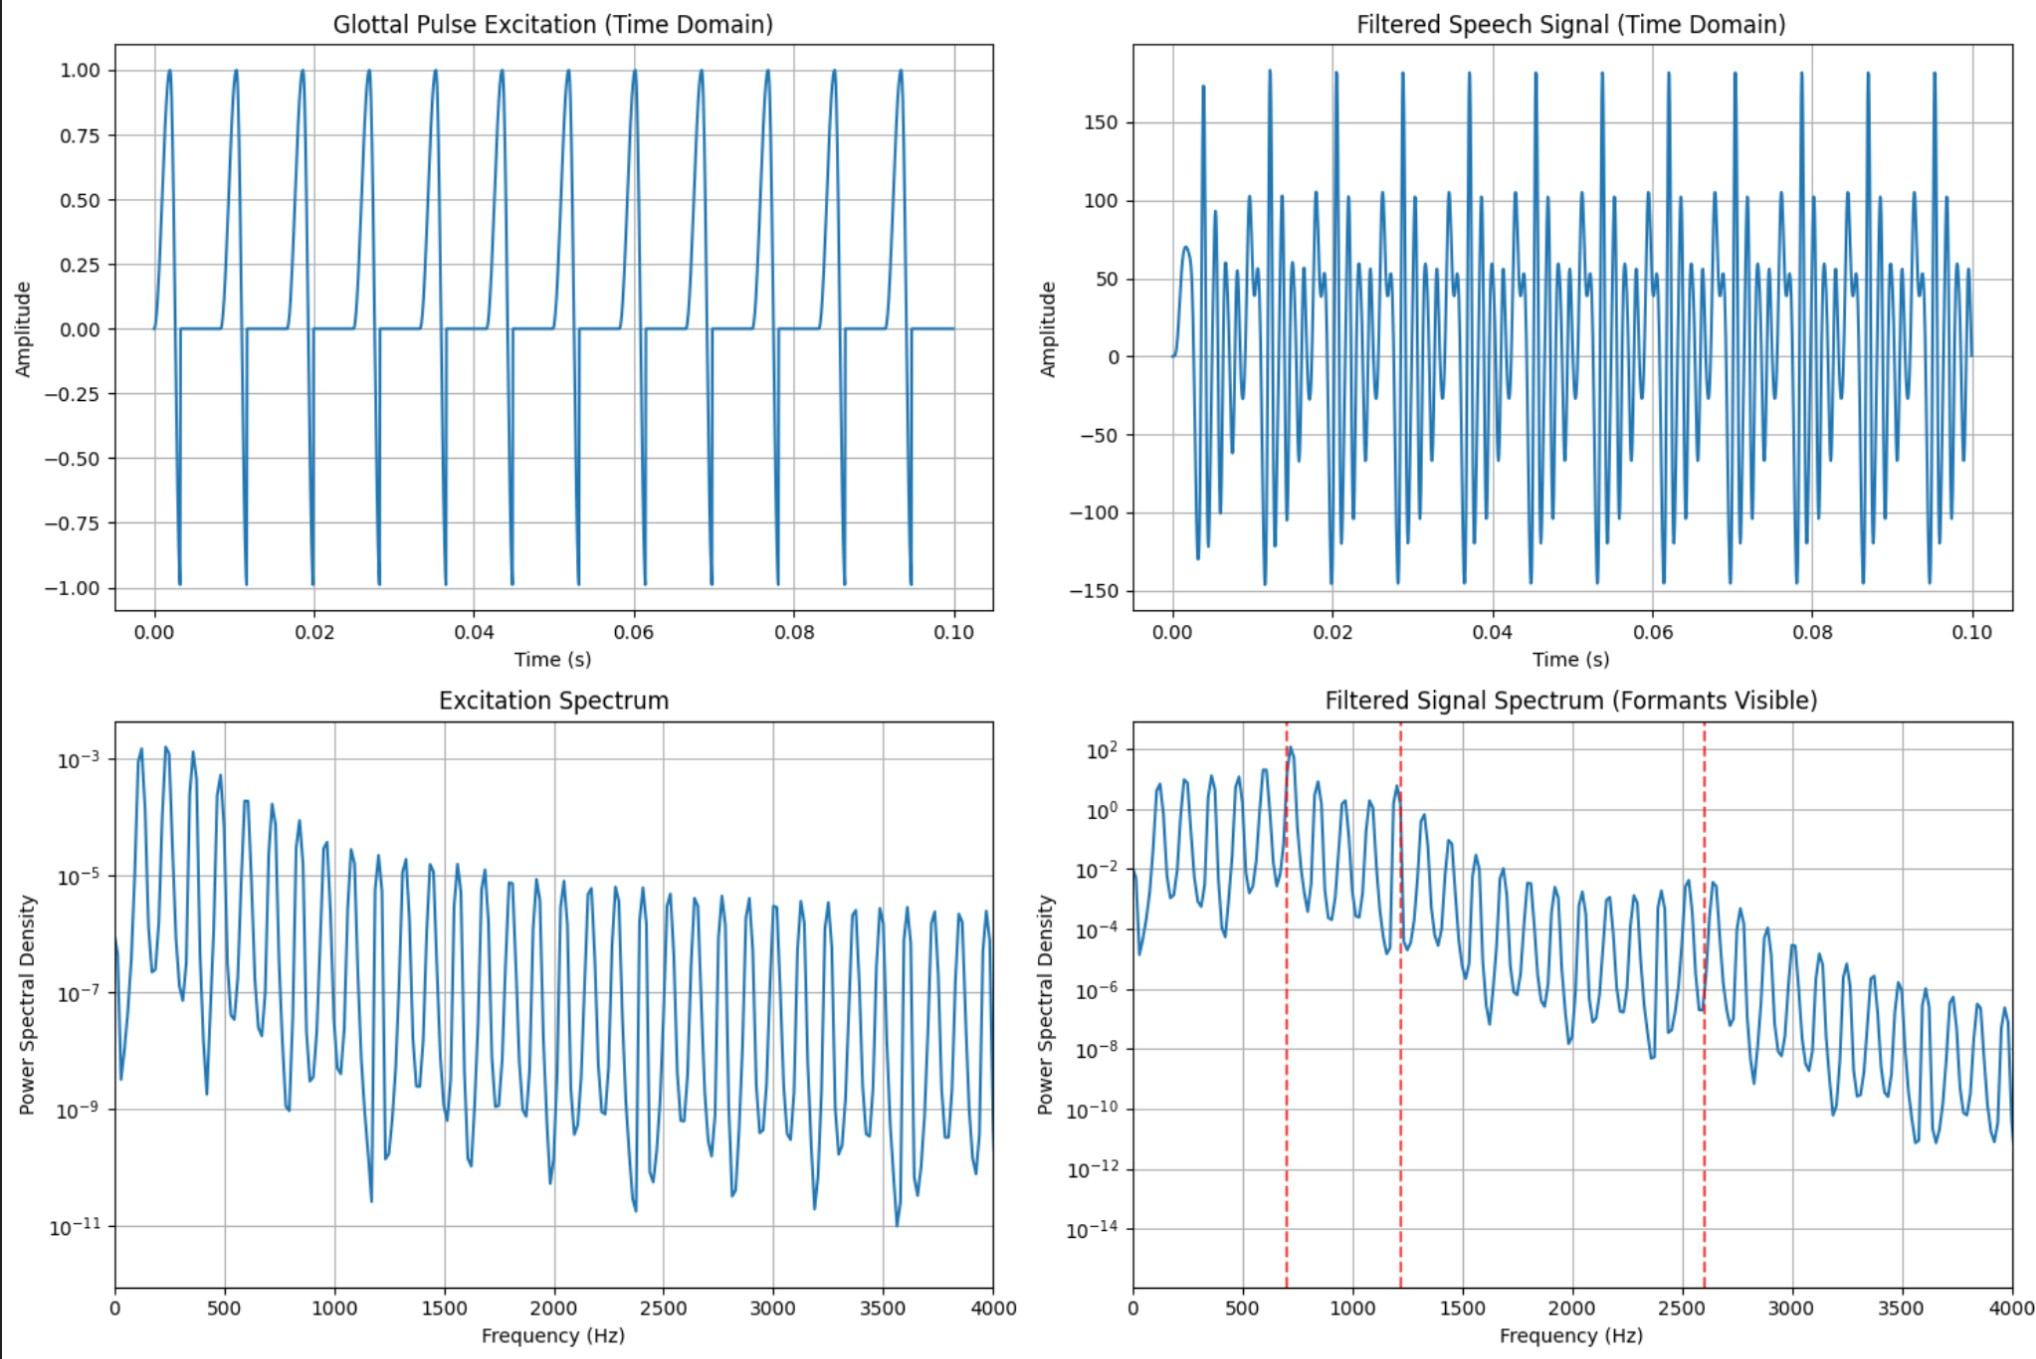 Glottal Pulse Excitation (Time Domain)
1.00
0.75
0.50
0.25
0.00
−0.25
−0.50
−0.75
−1.00
Amplitude
0.00 0.02 0.04 0.06 0.08 0.10
Time (s)
Filtered Speech Signal (Time Domain)
150
100
50
0
−50
−100
−150
Amplitude
0.00 0.02 0.04 0.06 0.08 0.10
Time (s)
Excitation Spectrum
10⁻³
10⁻⁵
10⁻⁷
10⁻⁹
10⁻¹¹
Power Spectral Density
0 500 1000 1500 2000 2500 3000 3500 4000
Frequency (Hz)
Filtered Signal Spectrum (Formants Visible)
10²
10⁰
10⁻²
10⁻⁴
10⁻⁶
10⁻⁸
10⁻¹⁰
10⁻¹²
10⁻¹⁴
Power Spectral Density
0 500 1000 1500 2000 2500 3000 3500 4000
Frequency (Hz)